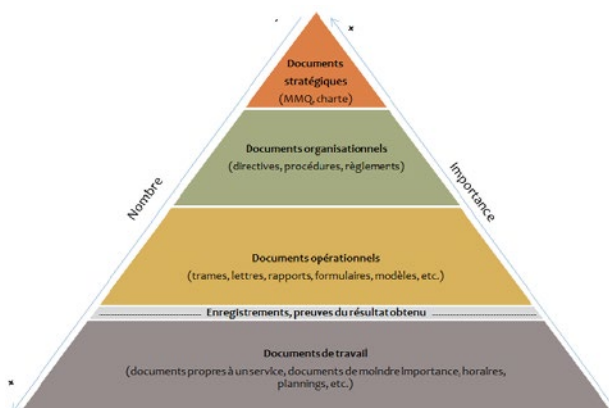 -
+
Documents
stratégiques
(MMQ, charte)
Documents organisationnels
(directives, procédures, règlements)
Nombre
Importance
Documents opérationnels
(trames, lettres, rapports, formulaires, modèles, etc.)
Enregistrements, preuves du résultat obtenu
Documents de travail
(documents propres à un service, documents de moindre importance, horaires,
plannings, etc.)
+